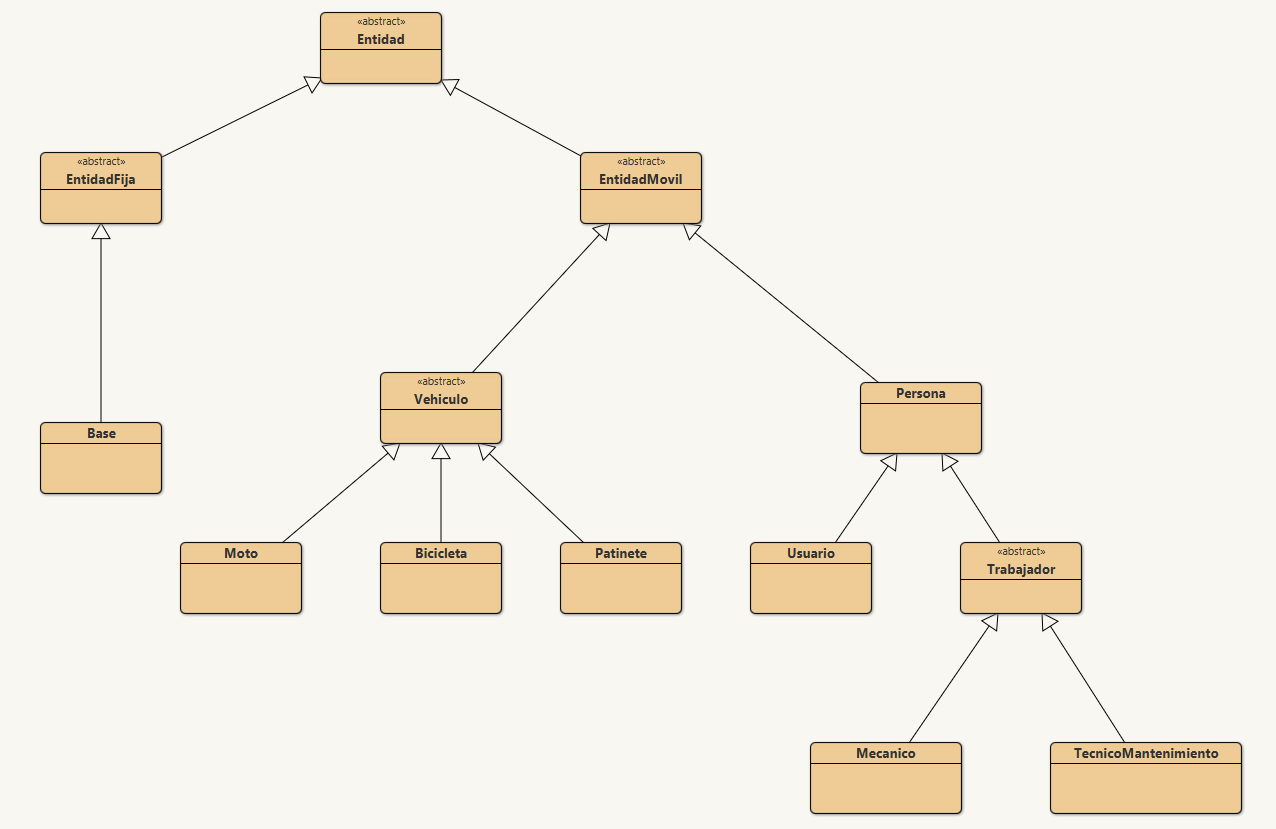 «abstract»
Entidad
«abstract»
EntidadFija
«abstract»
EntidadMovil
«abstract»
Vehiculo
Persona
Base
Moto
Bicicleta
Patinete
Usuario
«abstract»
Trabajador
Mecanico
TecnicoMantenimiento